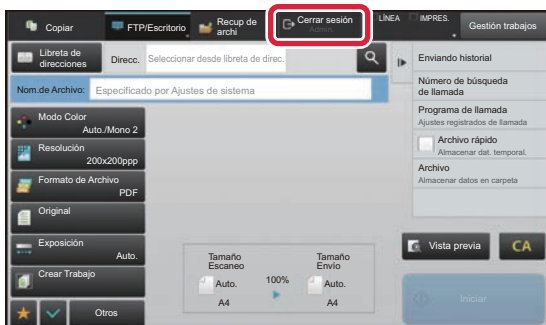 Copiar
FTP/Escritorio
Recup de
archi
Cerrar sesión
Admin.
LÍNEA
IMPRES.
Gestión trabajos
Libreta de
direcciones
Direcc.
Seleccionar desde libreta de direc.
Nom.de Archivo:
Especificado por Ajustes de sistema
Modo Color
Auto./Mono 2
Resolución
200x200ppp
Formato de Archivo
PDF
Original
Exposición
Auto.
Crear Trabajo
Otros
Tamaño
Escaneo
Auto.
A4
100%
Tamaño
Envío
Auto.
A4
Enviando historial
Número de búsqueda
de llamada
Programa de llamada
Ajustes registrados de llamada
Archivo rápido
Almacenar dat. temporal.
Archivo
Almacenar datos en carpeta
Vista previa
CA
Iniciar